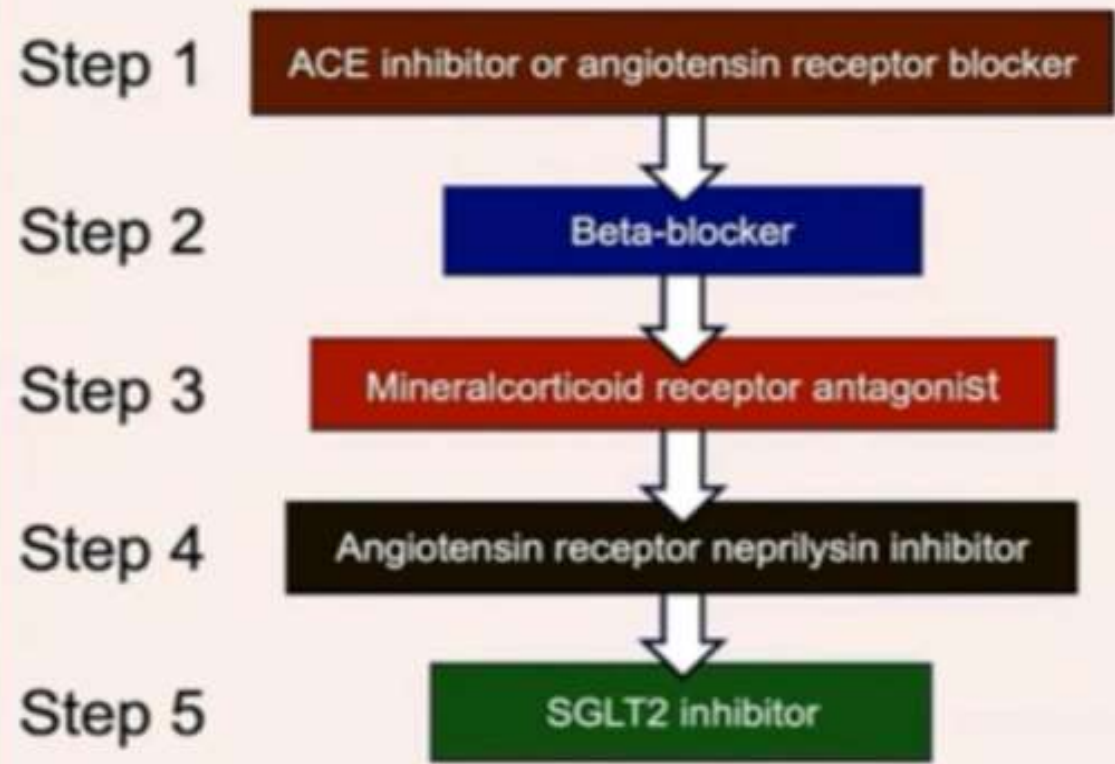 Step 1
ACE inhibitor or angiotensin receptor blocker
Step 2
Beta-blocker
Step 3
Mineralcorticoid receptor antagonist
Step 4
Angiotensin receptor neprilysin inhibitor
Step 5
SGLT2 inhibitor